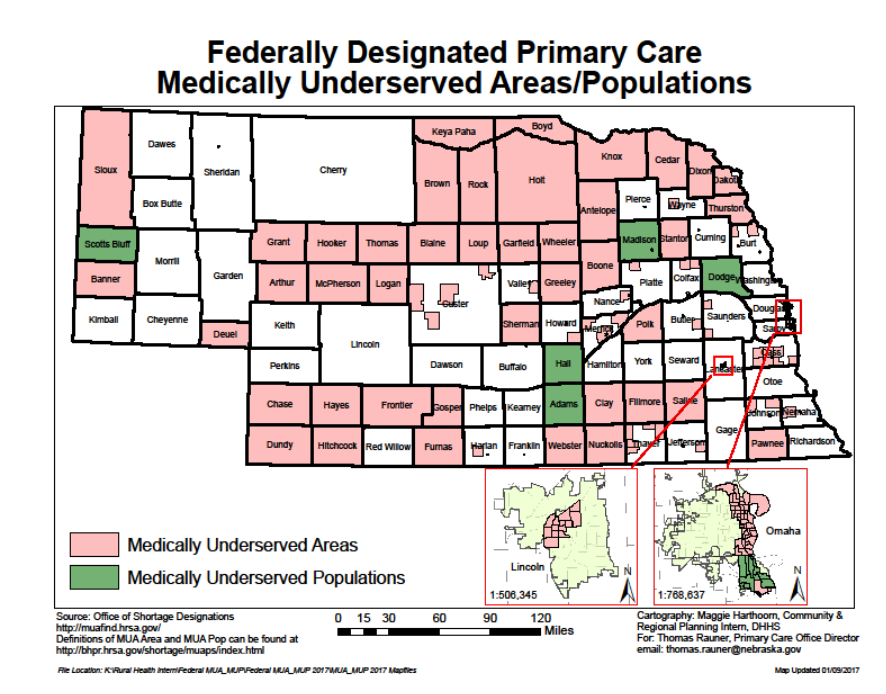 Federally Designated Primary Care
Medically Underserved Areas/Populations
Keya Paha
Boyd
Dawes
Sioux
Sheridan
Cherry
Knox
Cedar
Dixon
Dakota
Box Butte
Brown
Rock
Holt
Antelope
Pierce
Wayne
Thurston
Scotts Bluff
Morrill
Grant
Hooker
Thomas
Blaine
Loup
Garfield
Wheeler
Madison
Stanton
Cuming
Burt
Banner
Garden
Arthur
McPherson
Logan
Custer
Valley
Greeley
Boone
Platte
Colfax
Dodge
Washington
Kimball
Cheyenne
Deuel
Keith
Lincoln
Sherman
Howard
Nance
Merrick
Polk
Butler
Saunders
Douglas
Sarpy
Perkins
Dawson
Buffalo
Hall
Hamilton
York
Seward
Lancaster
Cass
Otoe
Chase
Hayes
Frontier
Gosper
Phelps
Kearney
Adams
Clay
Fillmore
Saline
Gage
Johnson
Nemaha
Dundy
Hitchcock
Red Willow
Furnas
Harlan
Franklin
Webster
Nuckolls
Thayer
Jefferson
Pawnee
Richardson
Medically Underserved Areas
Medically Underserved Populations
Lincoln
N
1:506,345
Omaha
N
1:768,637
Source: Office of Shortage Designations
http://muafind.hrsa.gov/
Definitions of MUA Area and MUA Pop can be found at
http://bhpr.hrsa.gov/shortage/muaps/index.html
0 15 30 60 90 120
Miles
Cartography: Maggie Harthoorn, Community &
Regional Planning Intern, DHHS
For: Thomas Rauner, Primary Care Office Director
email: thomas.rauner@nebraska.gov
File Location: K:\Rural Health Intern\Federal MUA_MUP\Federal MUA_MUP 2017\MUA_MUP 2017 Mapfiles
Map Updated 01/09/2017